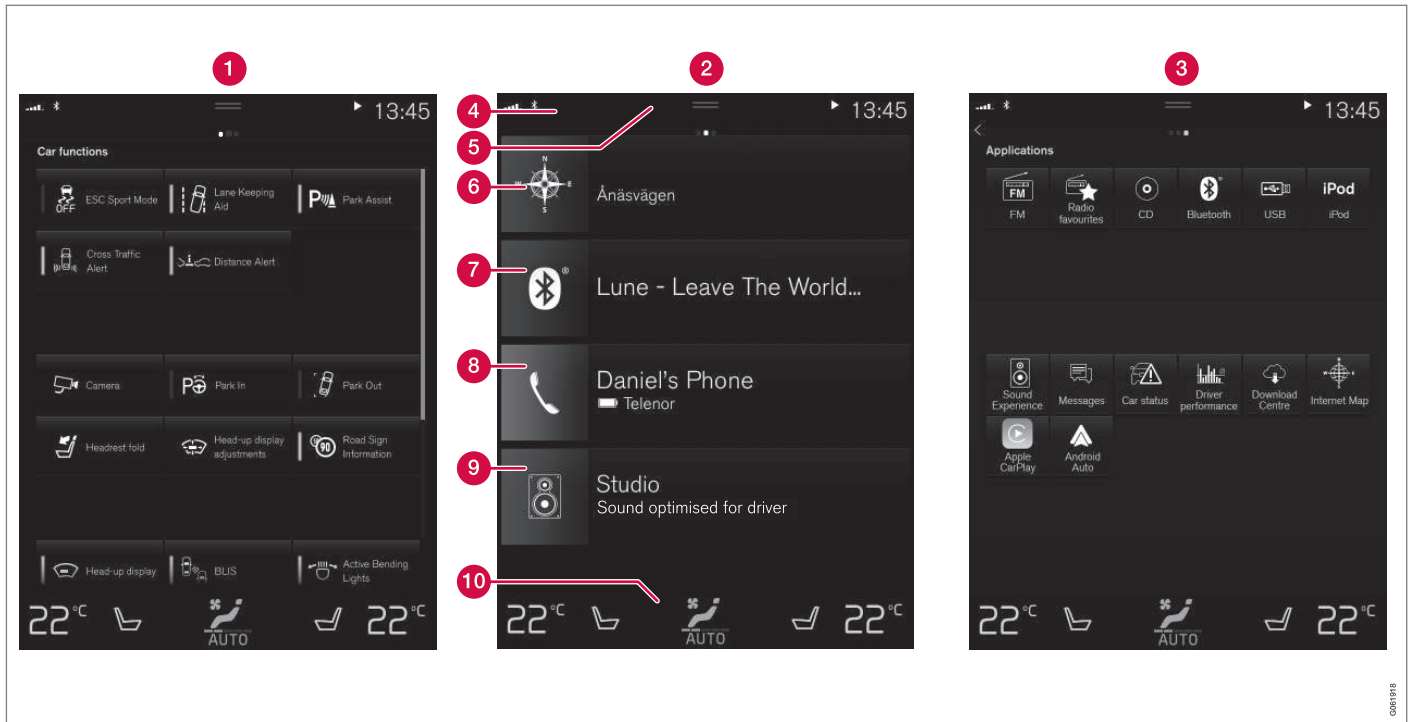 1
2
3
13:45
Car functions
OFF
ESC Sport Mode
Lane Keeping
Aid
P
Park Assist
Cross Traffic
Alert
Distance Alert
Camera
P
Park In
Park Out
Headrest fold
Head-up display
adjustments
90
Road Sign
Information
Head-up display
BLIS
Active Bending
Lights
22°C
AUTO
22°C
4
13:45
5
6
N
W
E
S
Ånäsvägen
7
Lune - Leave The World...
8
Daniel's Phone
Telenor
9
Studio
Sound optimised for driver
10
22°C
AUTO
22°C
13:45
Applications
FM
FM
Radio
favourites
CD
Bluetooth
USB
iPod
iPod
Sound
Experience
Messages
Car status
Driver
performance
Download
Centre
Internet Map
Apple
CarPlay
Android
Auto
22°C
AUTO
22°C
G061918